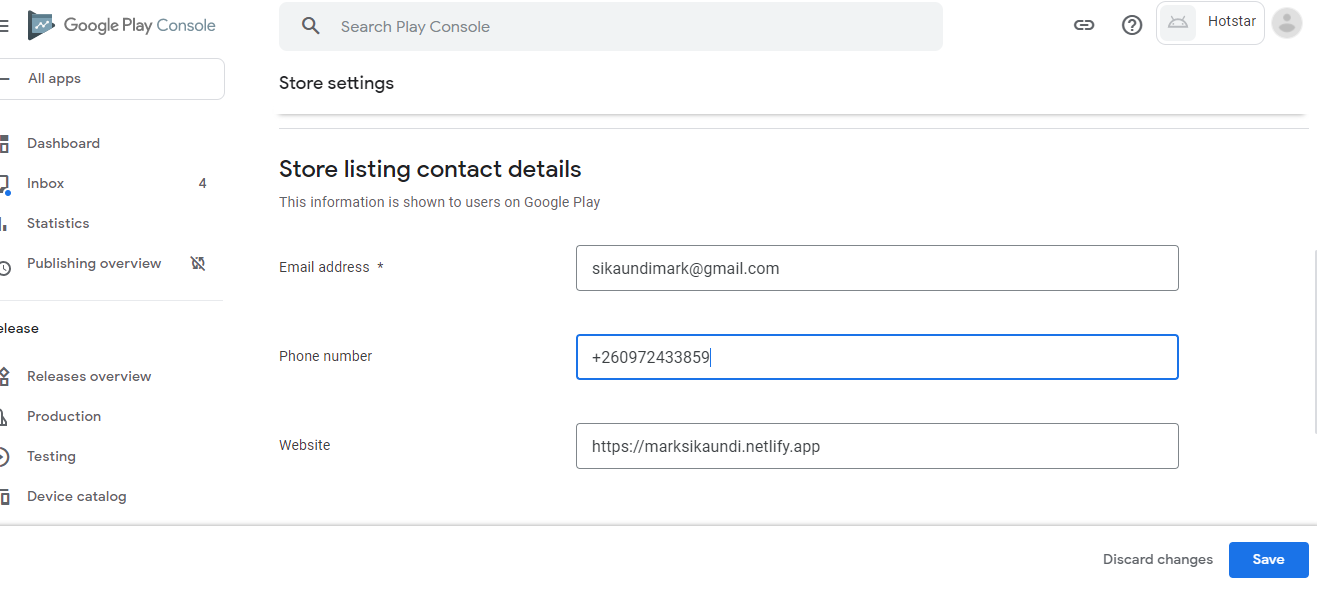 Google Play Console
Search Play Console
Hotstar
All apps
Store settings
Dashboard
Inbox 4
Statistics
Publishing overview
elease
Releases overview
Production
Testing
Device catalog
Store listing contact details
This information is shown to users on Google Play
Email address *
sikaundimark@gmail.com
Phone number
+260972433859
Website
https://marksikaundi.netlify.app
Discard changes
Save